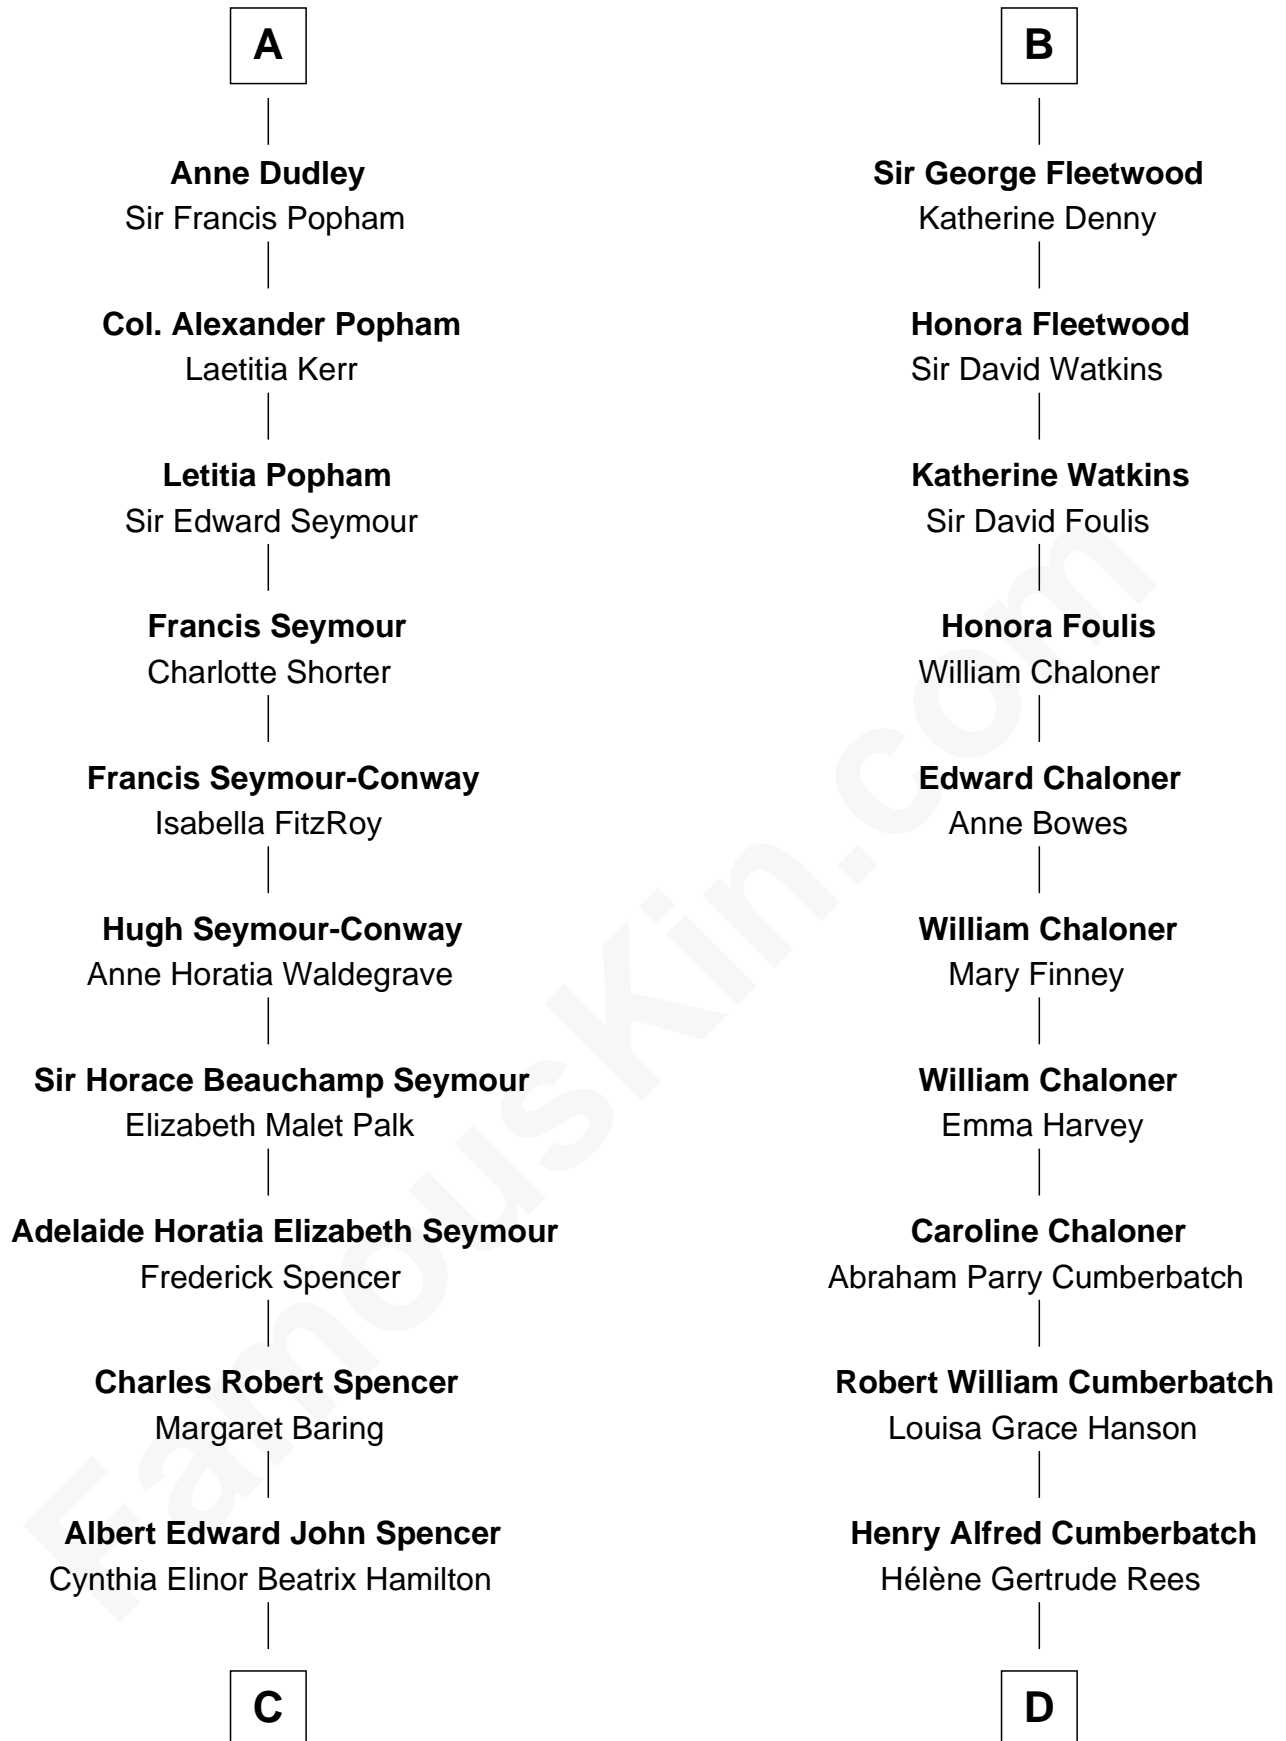 A
Anne Dudley
Sir Francis Popham
Col. Alexander Popham
Laetitia Kerr
Letitia Popham
Sir Edward Seymour
Francis Seymour
Charlotte Shorter
Francis Seymour-Conway
Isabella FitzRoy
Hugh Seymour-Conway
Anne Horatia Waldegrave
Sir Horace Beauchamp Seymour
Elizabeth Malet Palk
Adelaide Horatia Elizabeth Seymour
Frederick Spencer
Charles Robert Spencer
Margaret Baring
Albert Edward John Spencer
Cynthia Elinor Beatrix Hamilton
C
B
Sir George Fleetwood
Katherine Denny
Honora Fleetwood
Sir David Watkins
Katherine Watkins
Sir David Foulis
Honora Foulis
William Chaloner
Edward Chaloner
Anne Bowes
William Chaloner
Mary Finney
William Chaloner
Emma Harvey
Caroline Chaloner
Abraham Parry Cumberbatch
Robert William Cumberbatch
Louisa Grace Hanson
Henry Alfred Cumberbatch
Hélène Gertrude Rees
D
FamousKin.com